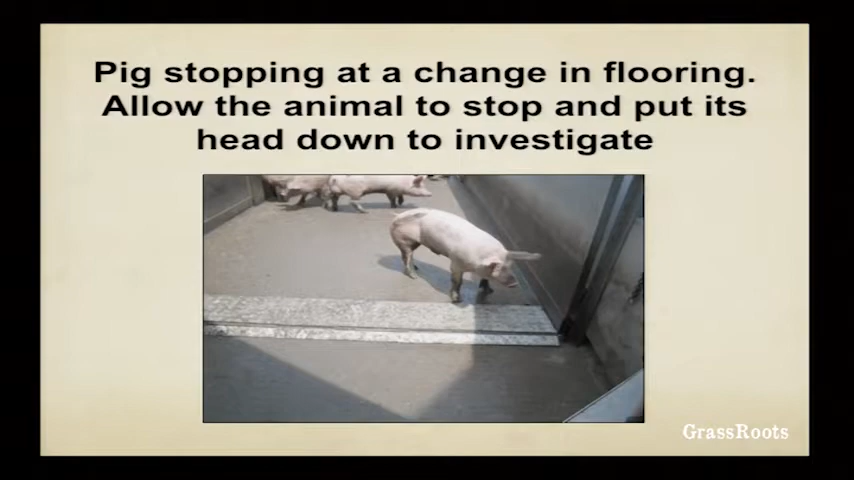 Pig stopping at a change in flooring.
Allow the animal to stop and put its
head down to investigate
GrassRoots